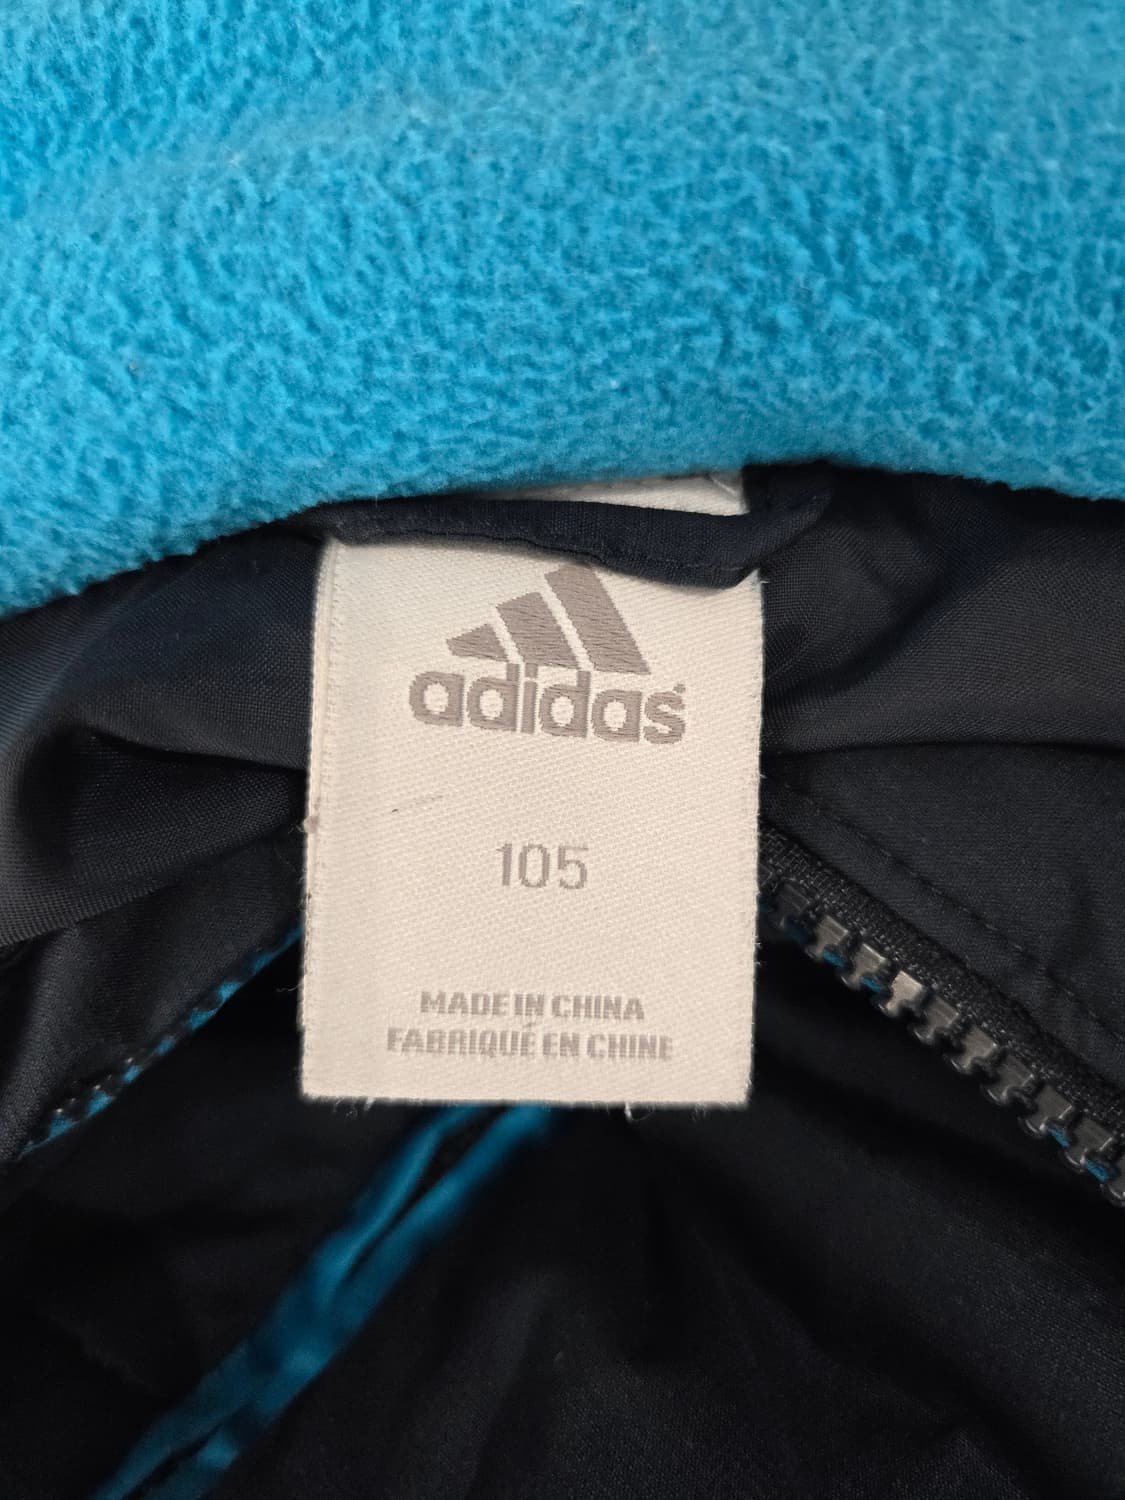 adidas
105
MADE IN CHINA
FABRIQUÉ EN CHINE